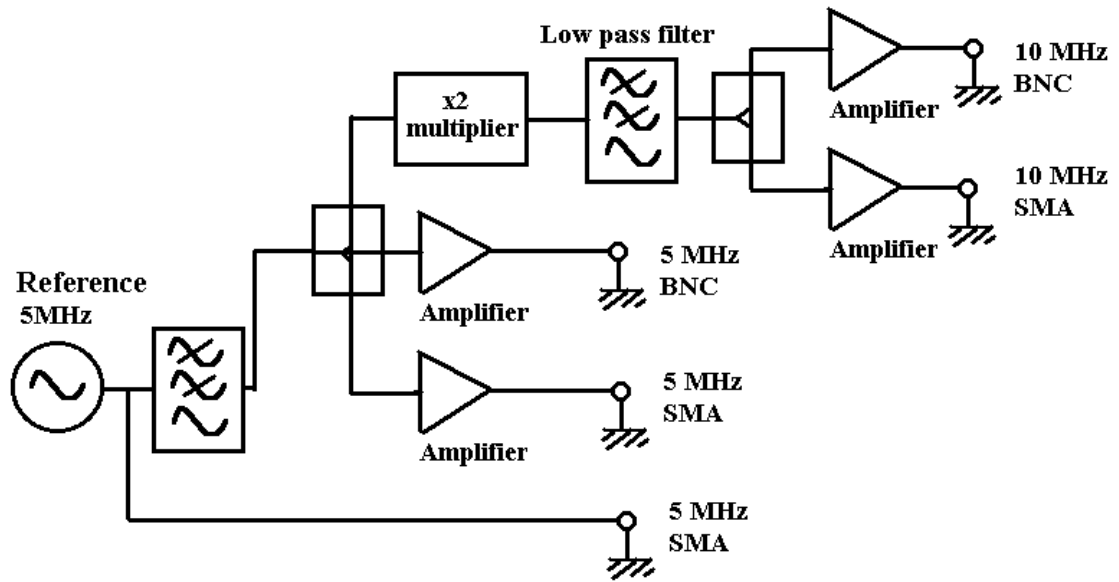 Low pass filter
x2
multiplier
Amplifier
10 MHz
BNC
Amplifier
10 MHz
SMA
Reference
5MHz
Amplifier
5 MHz
BNC
Amplifier
5 MHz
SMA
5 MHz
SMA